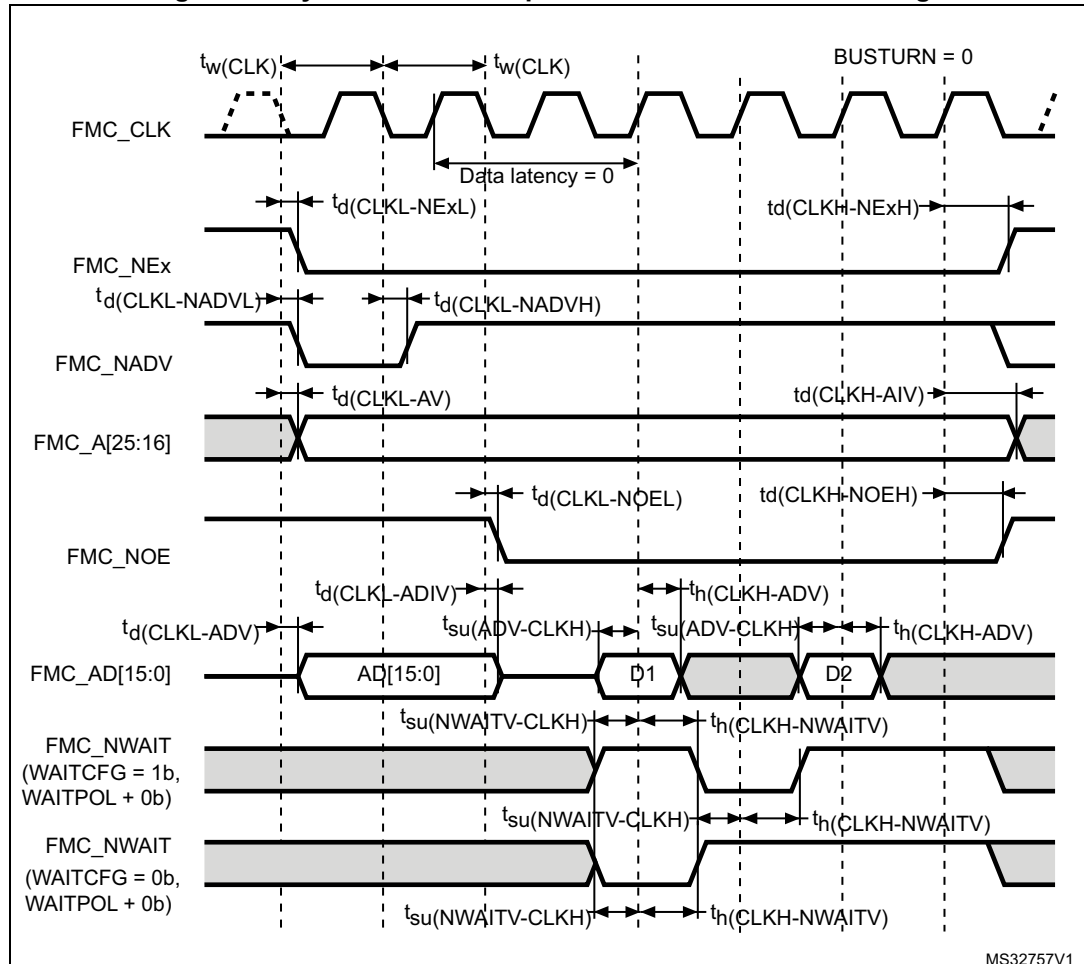 BUSTURN = 0
tw(CLK)
tw(CLK)
FMC_CLK
Data latency = 0
td(CLKL-NExL)
td(CLKH-NExH)
FMC_NEx
td(CLKL-NADVL)
td(CLKL-NADVH)
FMC_NADV
td(CLKL-AV)
td(CLKH-AIV)
FMC_A[25:16]
td(CLKL-NOEL)
td(CLKH-NOEH)
FMC_NOE
td(CLKL-ADIV)
th(CLKH-ADV)
td(CLKL-ADV)
tsu(ADV-CLKH)
tsu(ADV-CLKH)
th(CLKH-ADV)
FMC_AD[15:0]
AD[15:0]
D1
D2
tsu(NWAITV-CLKH)
th(CLKH-NWAITV)
FMC_NWAIT
(WAITCFG = 1b,
WAITPOL + 0b)
tsu(NWAITV-CLKH)
th(CLKH-NWAITV)
FMC_NWAIT
(WAITCFG = 0b,
WAITPOL + 0b)
tsu(NWAITV-CLKH)
th(CLKH-NWAITV)
MS32757V1